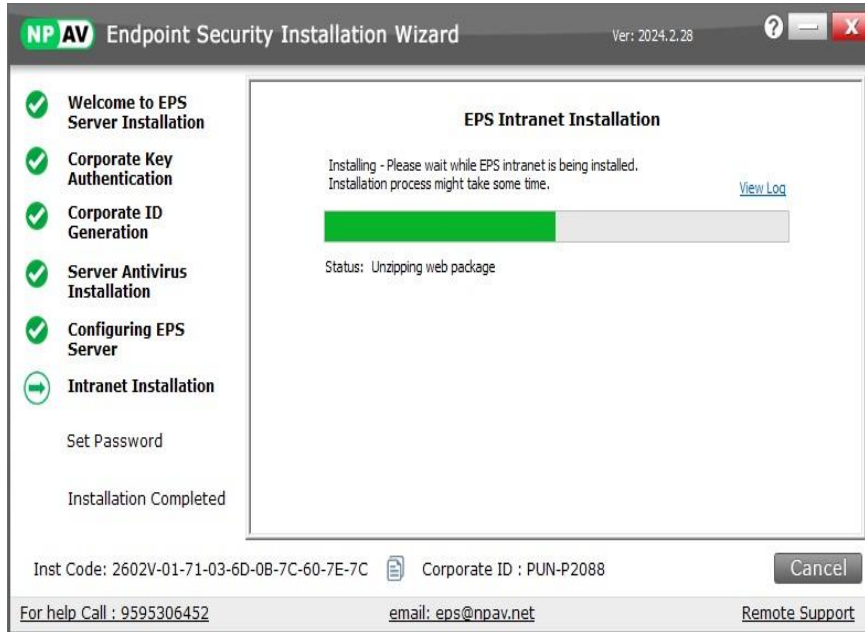 NP AV Endpoint Security Installation Wizard Ver: 2024.2.28 ? X
Welcome to EPS
Server Installation
Corporate Key
Authentication
Corporate ID
Generation
Server Antivirus
Installation
Configuring EPS
Server
Intranet Installation
Set Password
Installation Completed
EPS Intranet Installation
Installing - Please wait while EPS intranet is being installed.
Installation process might take some time.
View Log
Status: Unzipping web package
Inst Code: 2602V-01-71-03-6D-0B-7C-60-7E-7C Corporate ID : PUN-P2088 Cancel
For help Call : 9595306452 email: eps@npav.net Remote Support